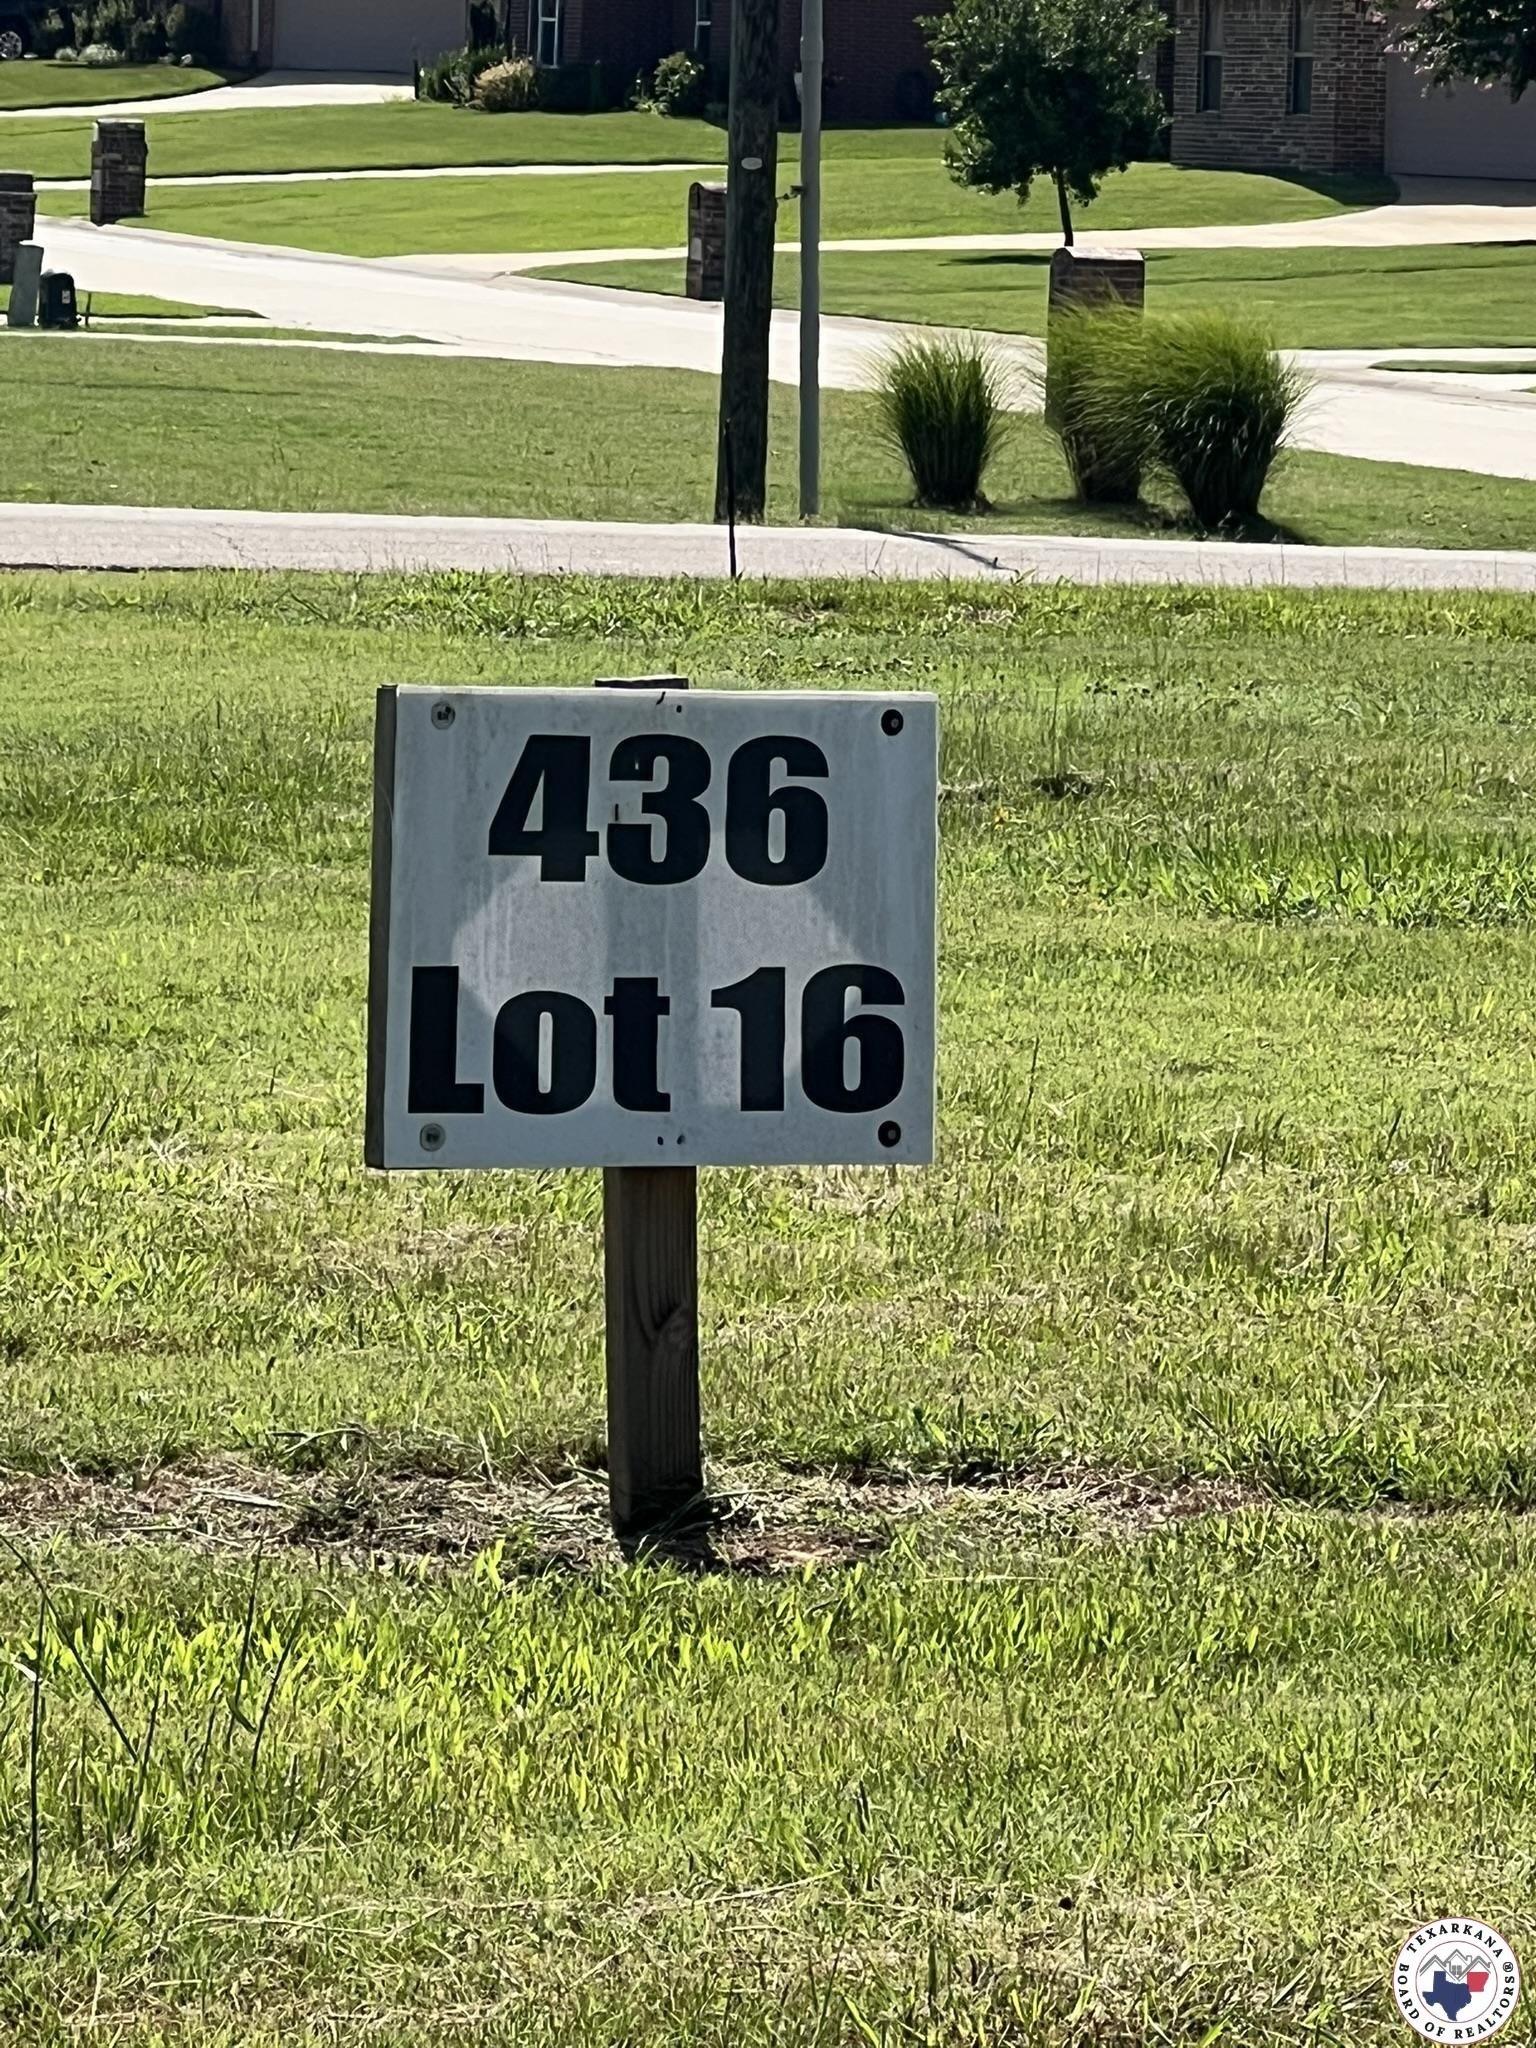 436
Lot 16
TEXARKANA ®
BOARD OF REALTORS®